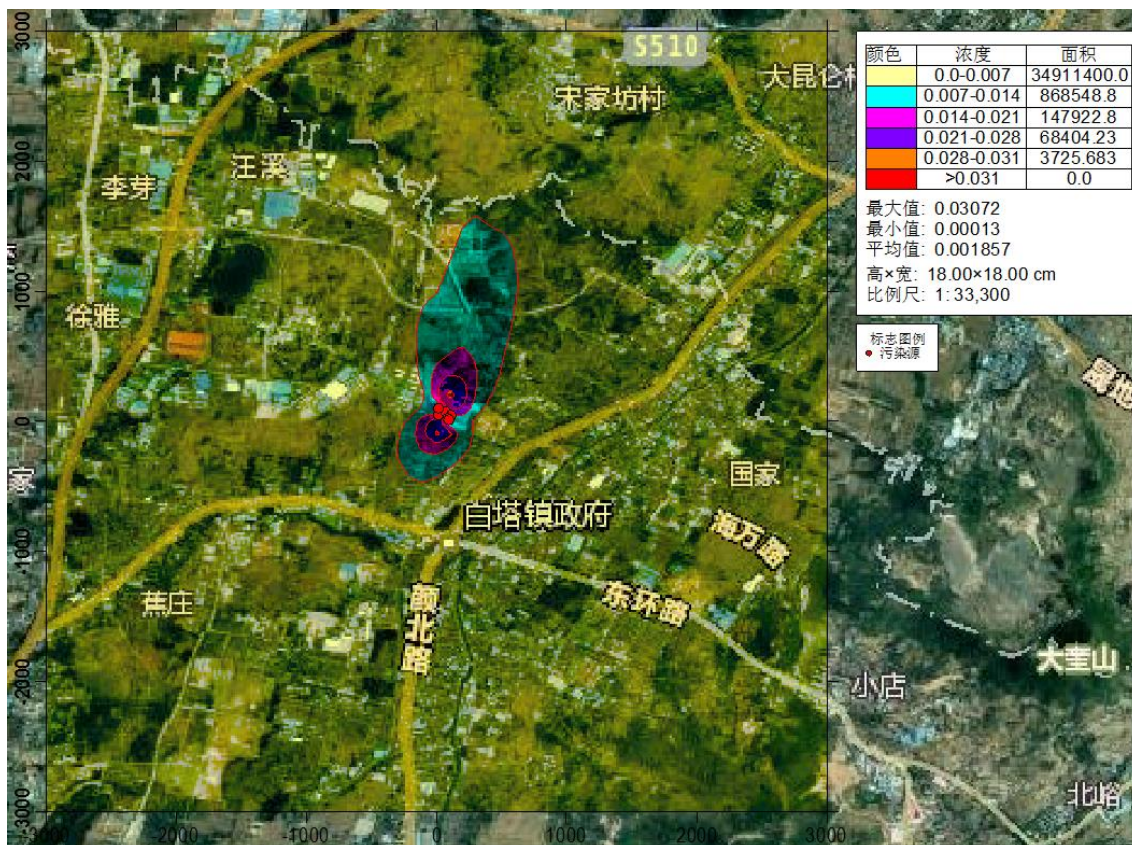 S510
宋家坊村
大昆仑村
汪溪
李芽
徐雅
国家
白塔镇政府
海万路
东环路
颜北路
蕉庄
大奎山
小店
北峪
3000
2000
1000
0
-1000
-2000
-3000
-3000 -2000 -1000 0 1000 2000 3000
颜色 浓度 面积
0.0-0.007 34911400.0
0.007-0.014 868548.8
0.014-0.021 147922.8
0.021-0.028 68404.23
0.028-0.031 3725.683
>0.031 0.0
最大值: 0.03072
最小值: 0.00013
平均值: 0.001857
高×宽: 18.00×18.00 cm
比例尺: 1: 33,300
标志图例
污染源